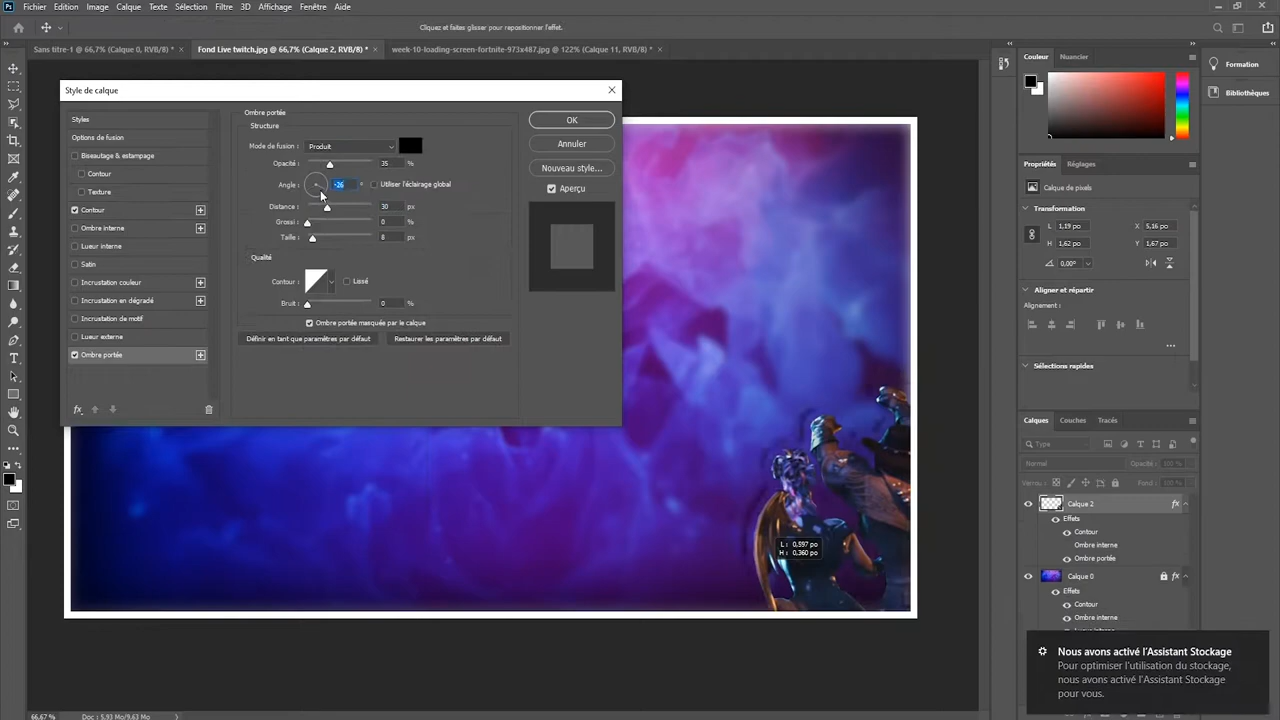 Ps Fichier Edition Image Calque Texte Sélection Filtre 3D Affichage Fenêtre Aide
Cliquez et faites glisser pour repositionner l'effet.
Sans titre-1 @ 66,7% (Calque 0, RVB/8) * ×
Fond Live twitch.jpg @ 66,7% (Calque 2, RVB/8) * ×
week-10-loading-screen-fortnite-973x487.jpg @ 122% (Calque 11, RVB/8) * ×
Style de calque
Styles
Options de fusion
Biseautage & estampage
Contour
Texture
Contour
Ombre interne
Lueur interne
Satin
Incrustation couleur
Incrustation en dégradé
Incrustation de motif
Lueur externe
Ombre portée
fx
Ombre portée
Structure
Mode de fusion : Produit
Opacité : 35 %
Angle : -26 ° Utiliser l'éclairage global
Distance : 30 px
Grossi : 0 %
Taille : 8 px
Qualité
Contour : Lissé
Bruit : 0 %
Ombre portée masquée par le calque
Définir en tant que paramètres par défaut Restaurer les paramètres par défaut
OK
Annuler
Nouveau style...
Aperçu
L : 0,597 po
H : 0,360 po
Couleur Nuancier
Formation
Bibliothèques
Propriétés Réglages
Calque de pixels
Transformation
L 1,19 po X 5,16 po
H 1,62 po Y 1,67 po
0,00°
Aligner et répartir
Alignement :
...
Sélections rapides
Calques Couches Tracés
Type
Normal Opacité : 100 %
Verrou : Fond : 100 %
Calque 2 fx
Effets
Contour
Ombre interne
Ombre portée
Calque 0 fx
Effets
Contour
Ombre interne
Nous avons activé l'Assistant Stockage
Pour optimiser l'utilisation du stockage,
nous avons activé l'Assistant Stockage
pour vous.
66,67 % Doc : 5,93 Mo/9,63 Mo